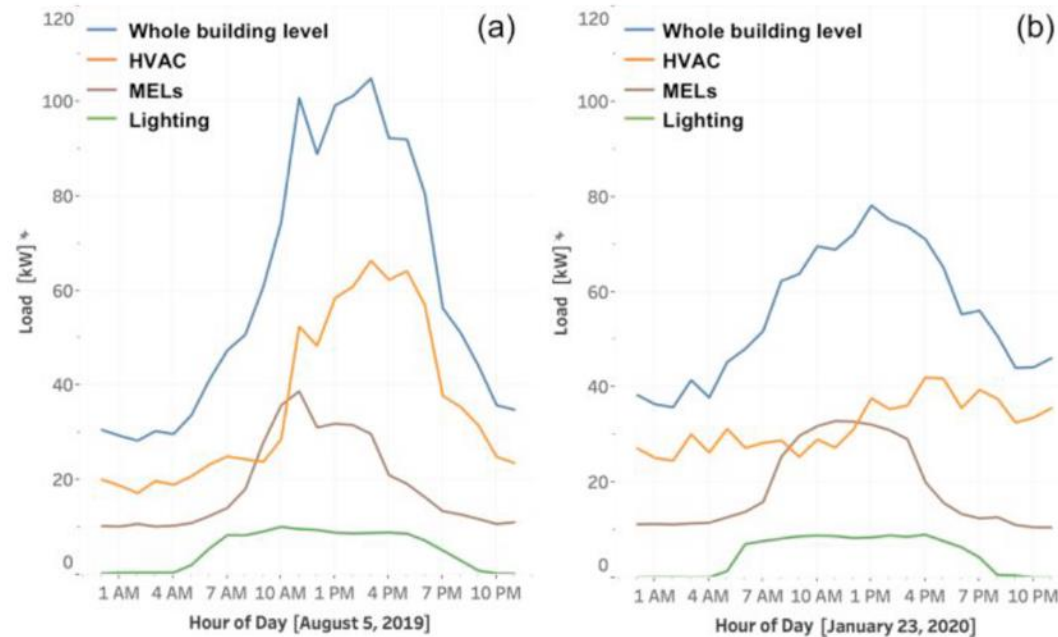 120
Whole building level
(a)
HVAC
MELs
Lighting
100
80
60
40
20
0
Load [kW]
1 AM 4 AM 7 AM 10 AM 1 PM 4 PM 7 PM 10 PM
Hour of Day [August 5, 2019]
120
Whole building level
(b)
HVAC
MELs
Lighting
100
80
60
40
20
0
Load [kW]
1 AM 4 AM 7 AM 10 AM 1 PM 4 PM 7 PM 10 PM
Hour of Day [January 23, 2020]